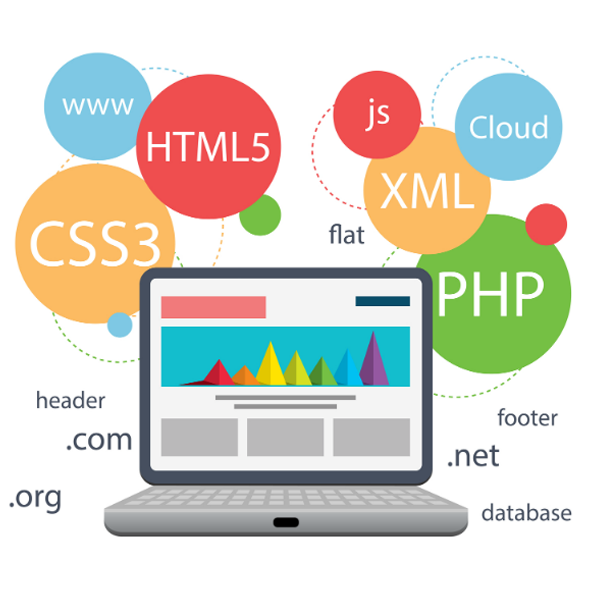 www
HTML5
CSS3
js
Cloud
XML
flat
PHP
header
.com
.org
footer
.net
database